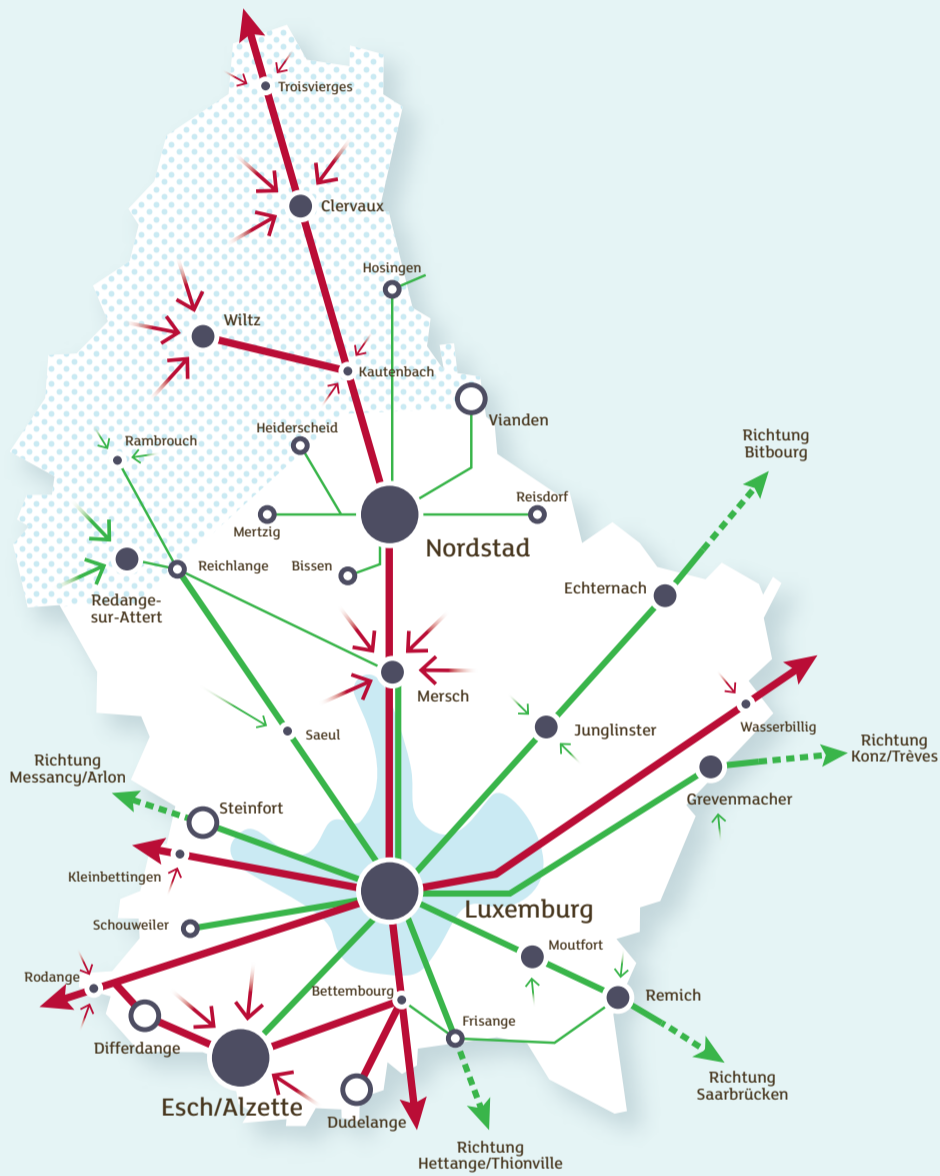 Troisvierges
Clervaux
Hosingen
Wiltz
Kautenbach
Vianden
Heiderscheid
Rambrouch
Richtung
Bitbourg
Reisdorf
Mertzig
Nordstad
Bissen
Reichlange
Echternach
Redange-
sur-Attert
Mersch
Junglinster
Wasserbillig
Saeul
Richtung
Konz/Trèves
Richtung
Messancy/Arlon
Grevenmacher
Steinfort
Kleinbettingen
Luxemburg
Schouweiler
Moutfort
Rodange
Bettembourg
Remich
Frisange
Differdange
Richtung
Saarbrücken
Esch/Alzette
Dudelange
Richtung
Hettange/Thionville